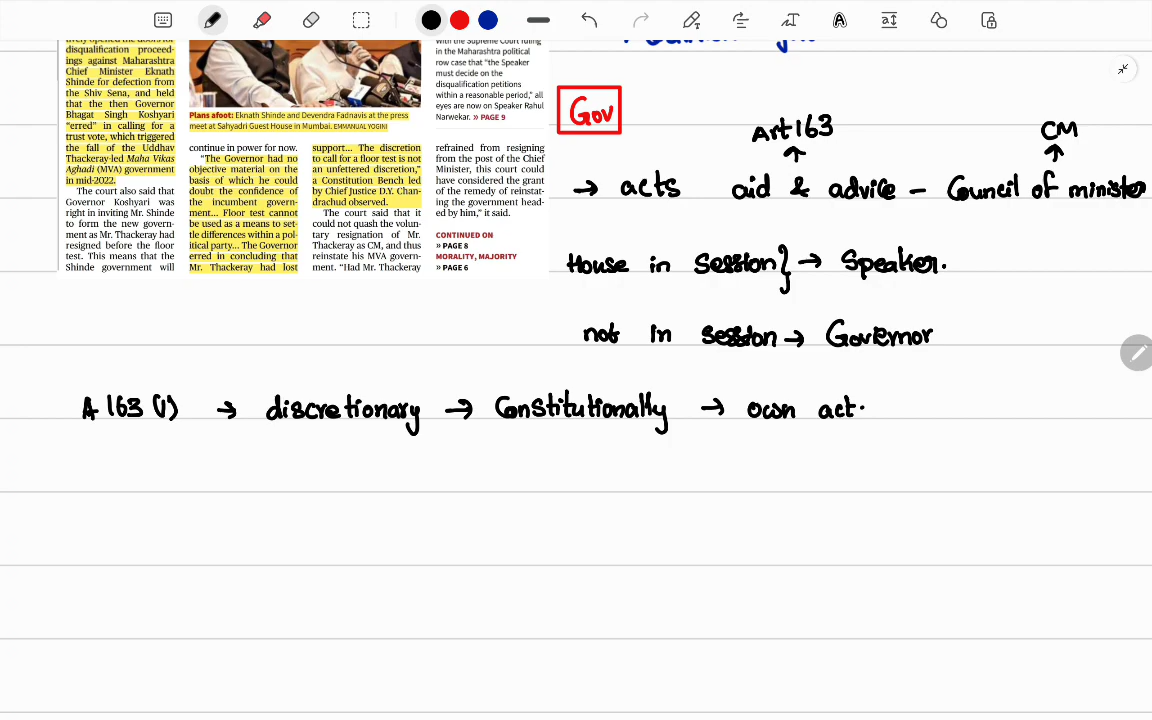 tively opened the doors for
disqualification proceed-
ings against Maharashtra
Chief Minister Eknath
Shinde for defection from
the Shiv Sena, and held
that the then Governor
Bhagat Singh Koshyari
“erred” in calling for a
trust vote, which triggered
the fall of the Uddhav
Thackeray-led Maha Vikas
Aghadi (MVA) government
in mid-2022.
The court also said that
Governor Koshyari was
right in inviting Mr. Shinde
to form the new govern-
ment as Mr. Thackeray had
resigned before the floor
test. This means that the
Shinde government will
Plans afoot: Eknath Shinde and Devendra Fadnavis at the press
meet at Sahyadri Guest House in Mumbai. EMMANUAL YOGINI
continue in power for now.
“The Governor had no
objective material on the
basis of which he could
doubt the confidence of
the incumbent govern-
ment... Floor test cannot
be used as a means to set-
tle differences within a pol-
itical party... The Governor
erred in concluding that
Mr. Thackeray had lost
support... The discretion
to call for a floor test is not
an unfettered discretion,”
a Constitution Bench led
by Chief Justice D.Y. Chan-
drachud observed.
The court said that it
could not quash the volun-
tary resignation of Mr.
Thackeray as CM, and thus
reinstate his MVA govern-
ment. “Had Mr. Thackeray
With the Supreme Court ruling
in the Maharashtra political
row case that “the Speaker
must decide on the
disqualification petitions
within a reasonable period,” all
eyes are now on Speaker Rahul
Narwekar. » PAGE 9
refrained from resigning
from the post of the Chief
Minister, this court could
have considered the grant
of the remedy of reinstat-
ing the government head-
ed by him,” it said.
CONTINUED ON
» PAGE 8
MORALITY, MAJORITY
» PAGE 6
Gov
Art 163 CM
→ acts aid & advice – Council of minister
House in session} → Speaker.
not in session → Governor
A 163 (1) → discretionary → Constitutionally → own act.